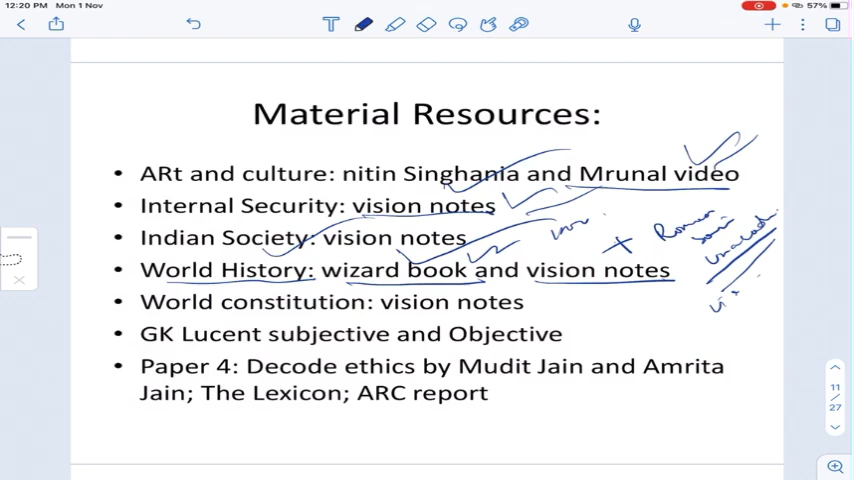 12:20 PM Mon 1 Nov
57%
Material Resources:
• ARt and culture: nitin Singhania and Mrunal video
• Internal Security: vision notes
• Indian Society: vision notes
• World History: wizard book and vision notes
• World constitution: vision notes
• GK Lucent subjective and Objective
• Paper 4: Decode ethics by Mudit Jain and Amrita
Jain; The Lexicon; ARC report
+ Roman
11
/
27